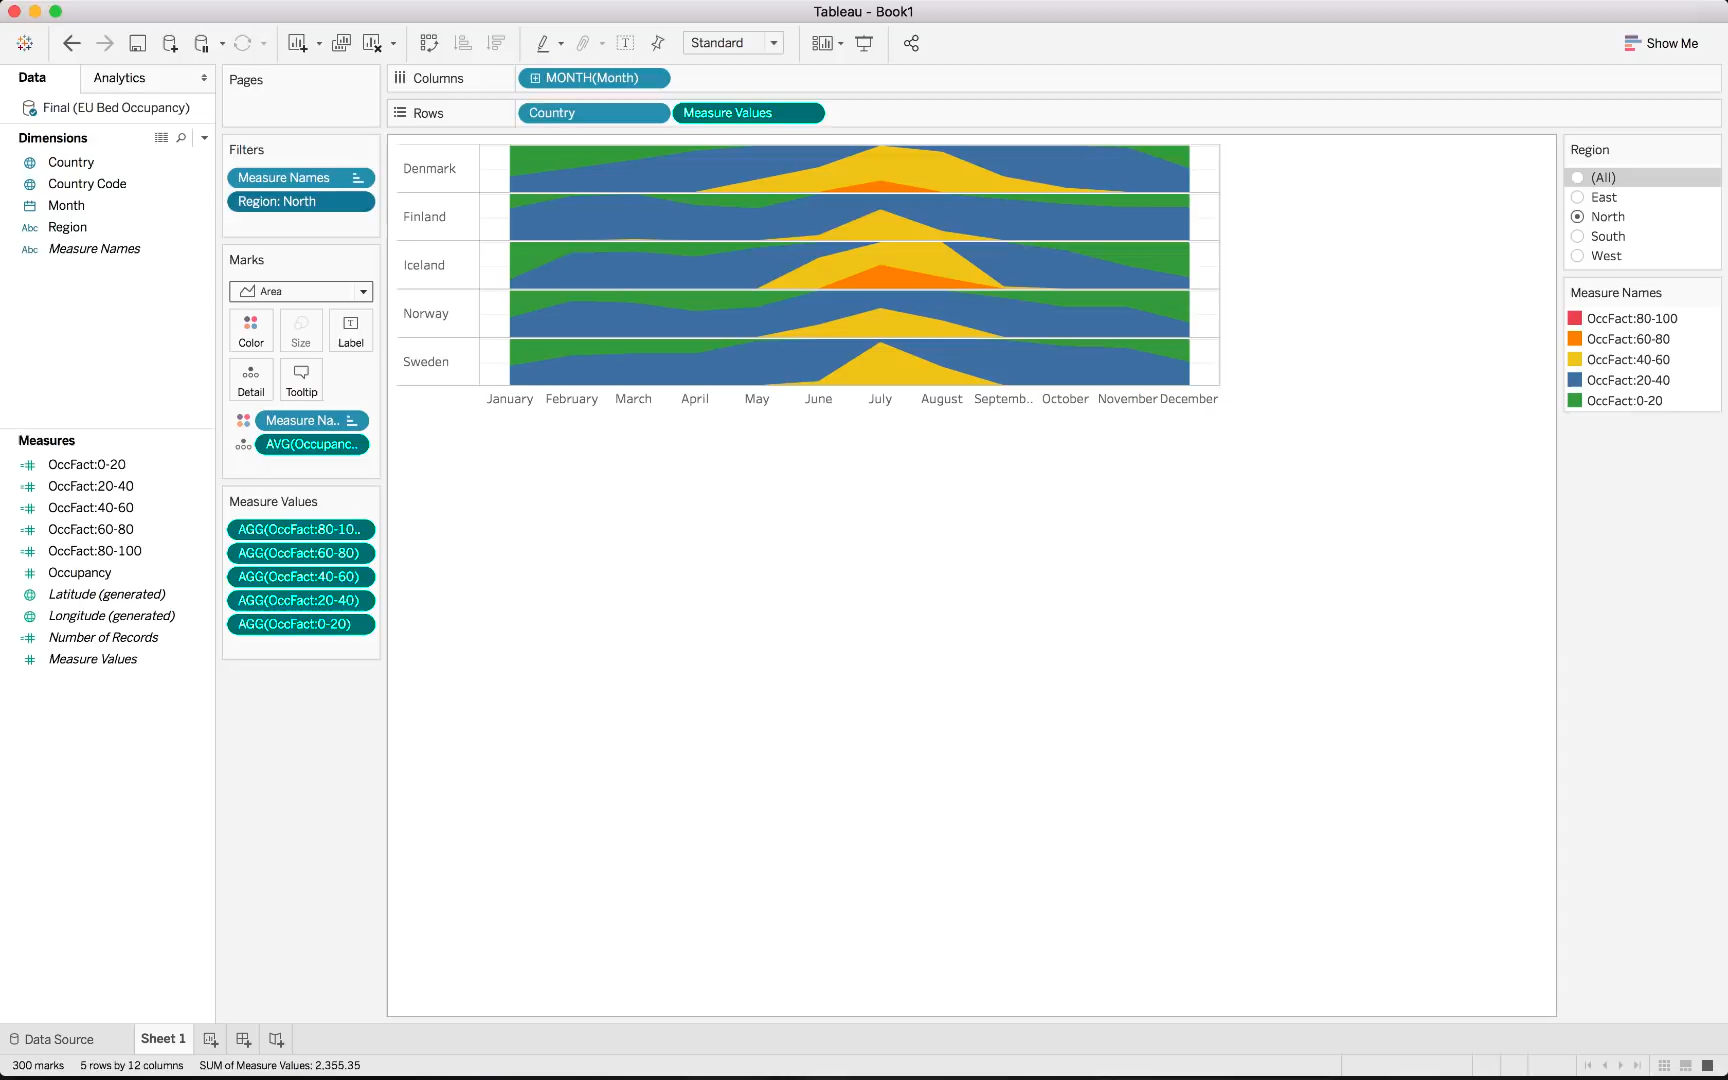 Tableau - Book1
Standard
Show Me
Data
Analytics
Final (EU Bed Occupancy)
Dimensions
Country
Country Code
Abc
Month
Region
Abc
Measure Names
Measures
OccFact:0-20
OccFact:20-40
OccFact:40-60
OccFact:60-80
OccFact:80-100
Occupancy
Latitude (generated)
Longitude (generated)
Number of Records
Measure Values
Pages
Filters
Measure Names
Region: North
Marks
Area
Color
Size
Label
Detail
Tooltip
Measure Na..
AVG(Occupanc..
Measure Values
AGG(OccFact:80-10..
AGG(OccFact:60-80)
AGG(OccFact:40-60)
AGG(OccFact:20-40)
AGG(OccFact:0-20)
Columns
MONTH(Month)
Rows
Country
Measure Values
Denmark
Finland
Iceland
Norway
Sweden
January February March April May June July August Septemb.. October November December
Region
(All)
East
North
South
West
Measure Names
OccFact:80-100
OccFact:60-80
OccFact:40-60
OccFact:20-40
OccFact:0-20
Data Source
Sheet 1
300 marks 5 rows by 12 columns SUM of Measure Values: 2,355.35